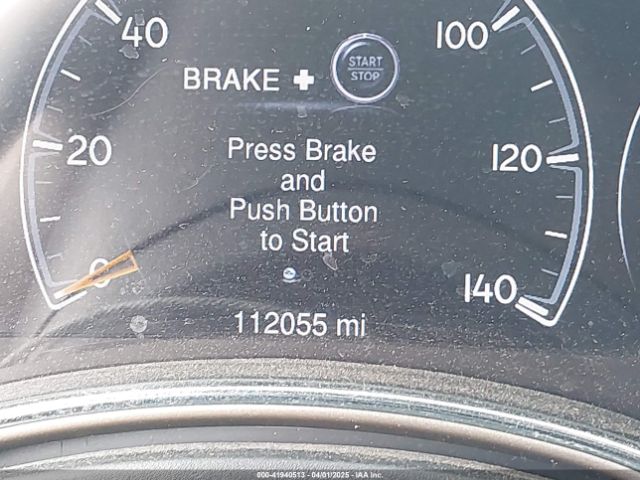 40
100
START
STOP
BRAKE +
20
120
Press Brake
and
Push Button
to Start
0
140
112055 mi
000-41940513 - 04/01/2025 - IAA Inc.